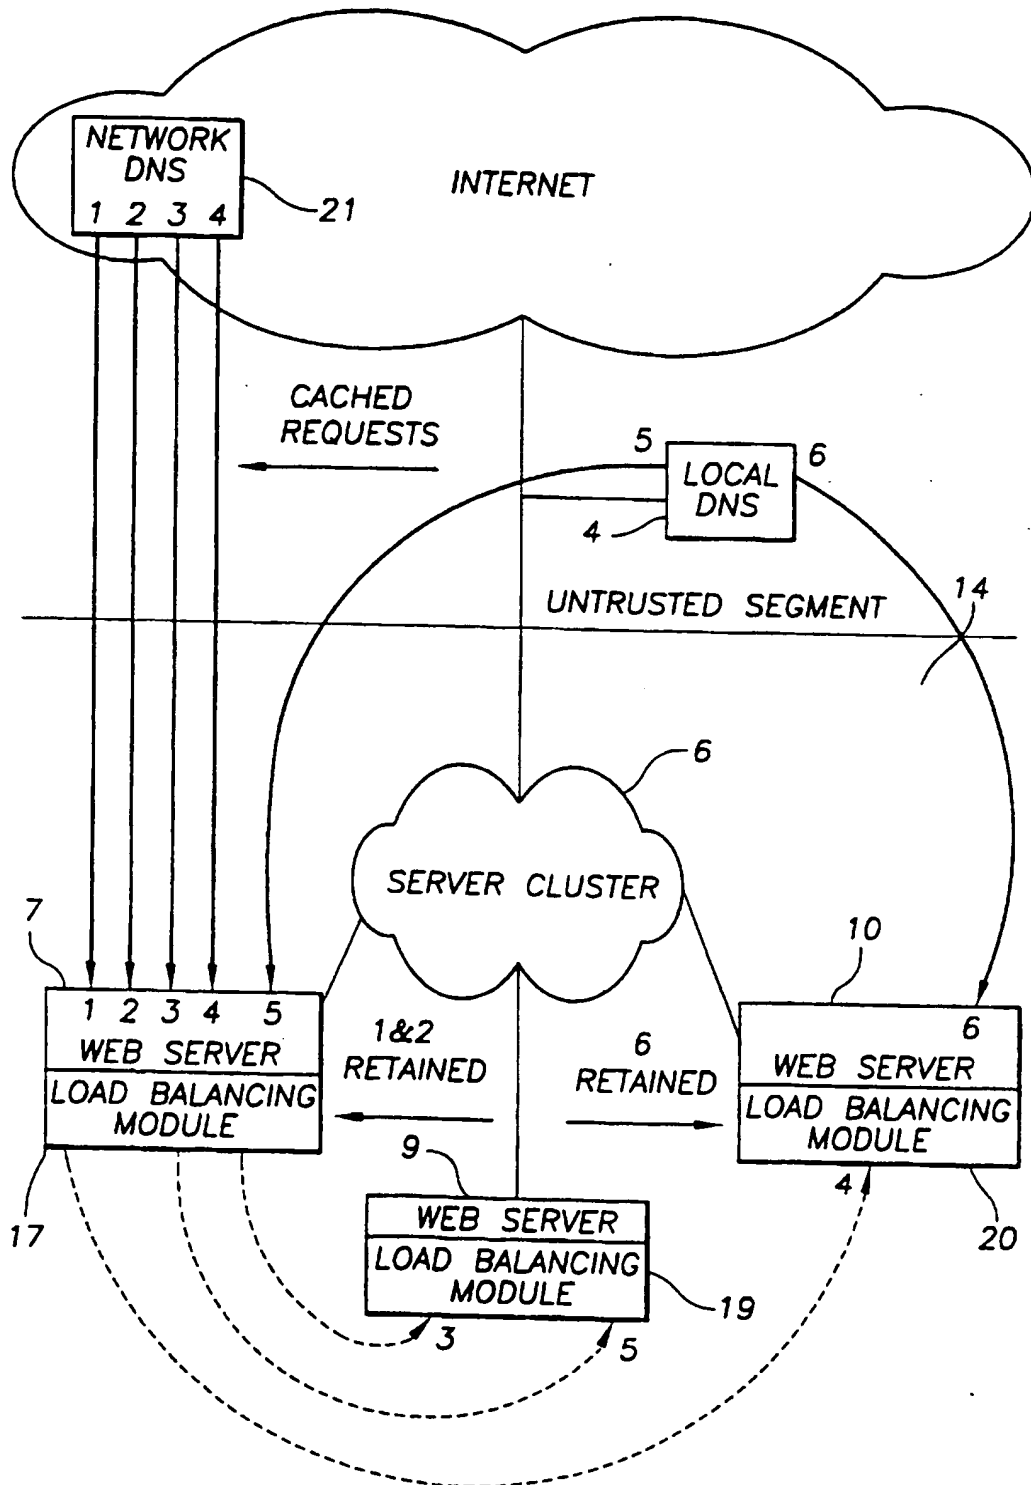 NETWORK
DNS
1 2 3 4
21
INTERNET
CACHED
REQUESTS
5
LOCAL
DNS
6
4
UNTRUSTED SEGMENT
14
6
SERVER CLUSTER
7
10
1 2 3 4 5
WEB SERVER
LOAD BALANCING
MODULE
17
1&2
RETAINED
6
RETAINED
6
WEB SERVER
LOAD BALANCING
MODULE
4
20
9
WEB SERVER
LOAD BALANCING
MODULE
19
3
5